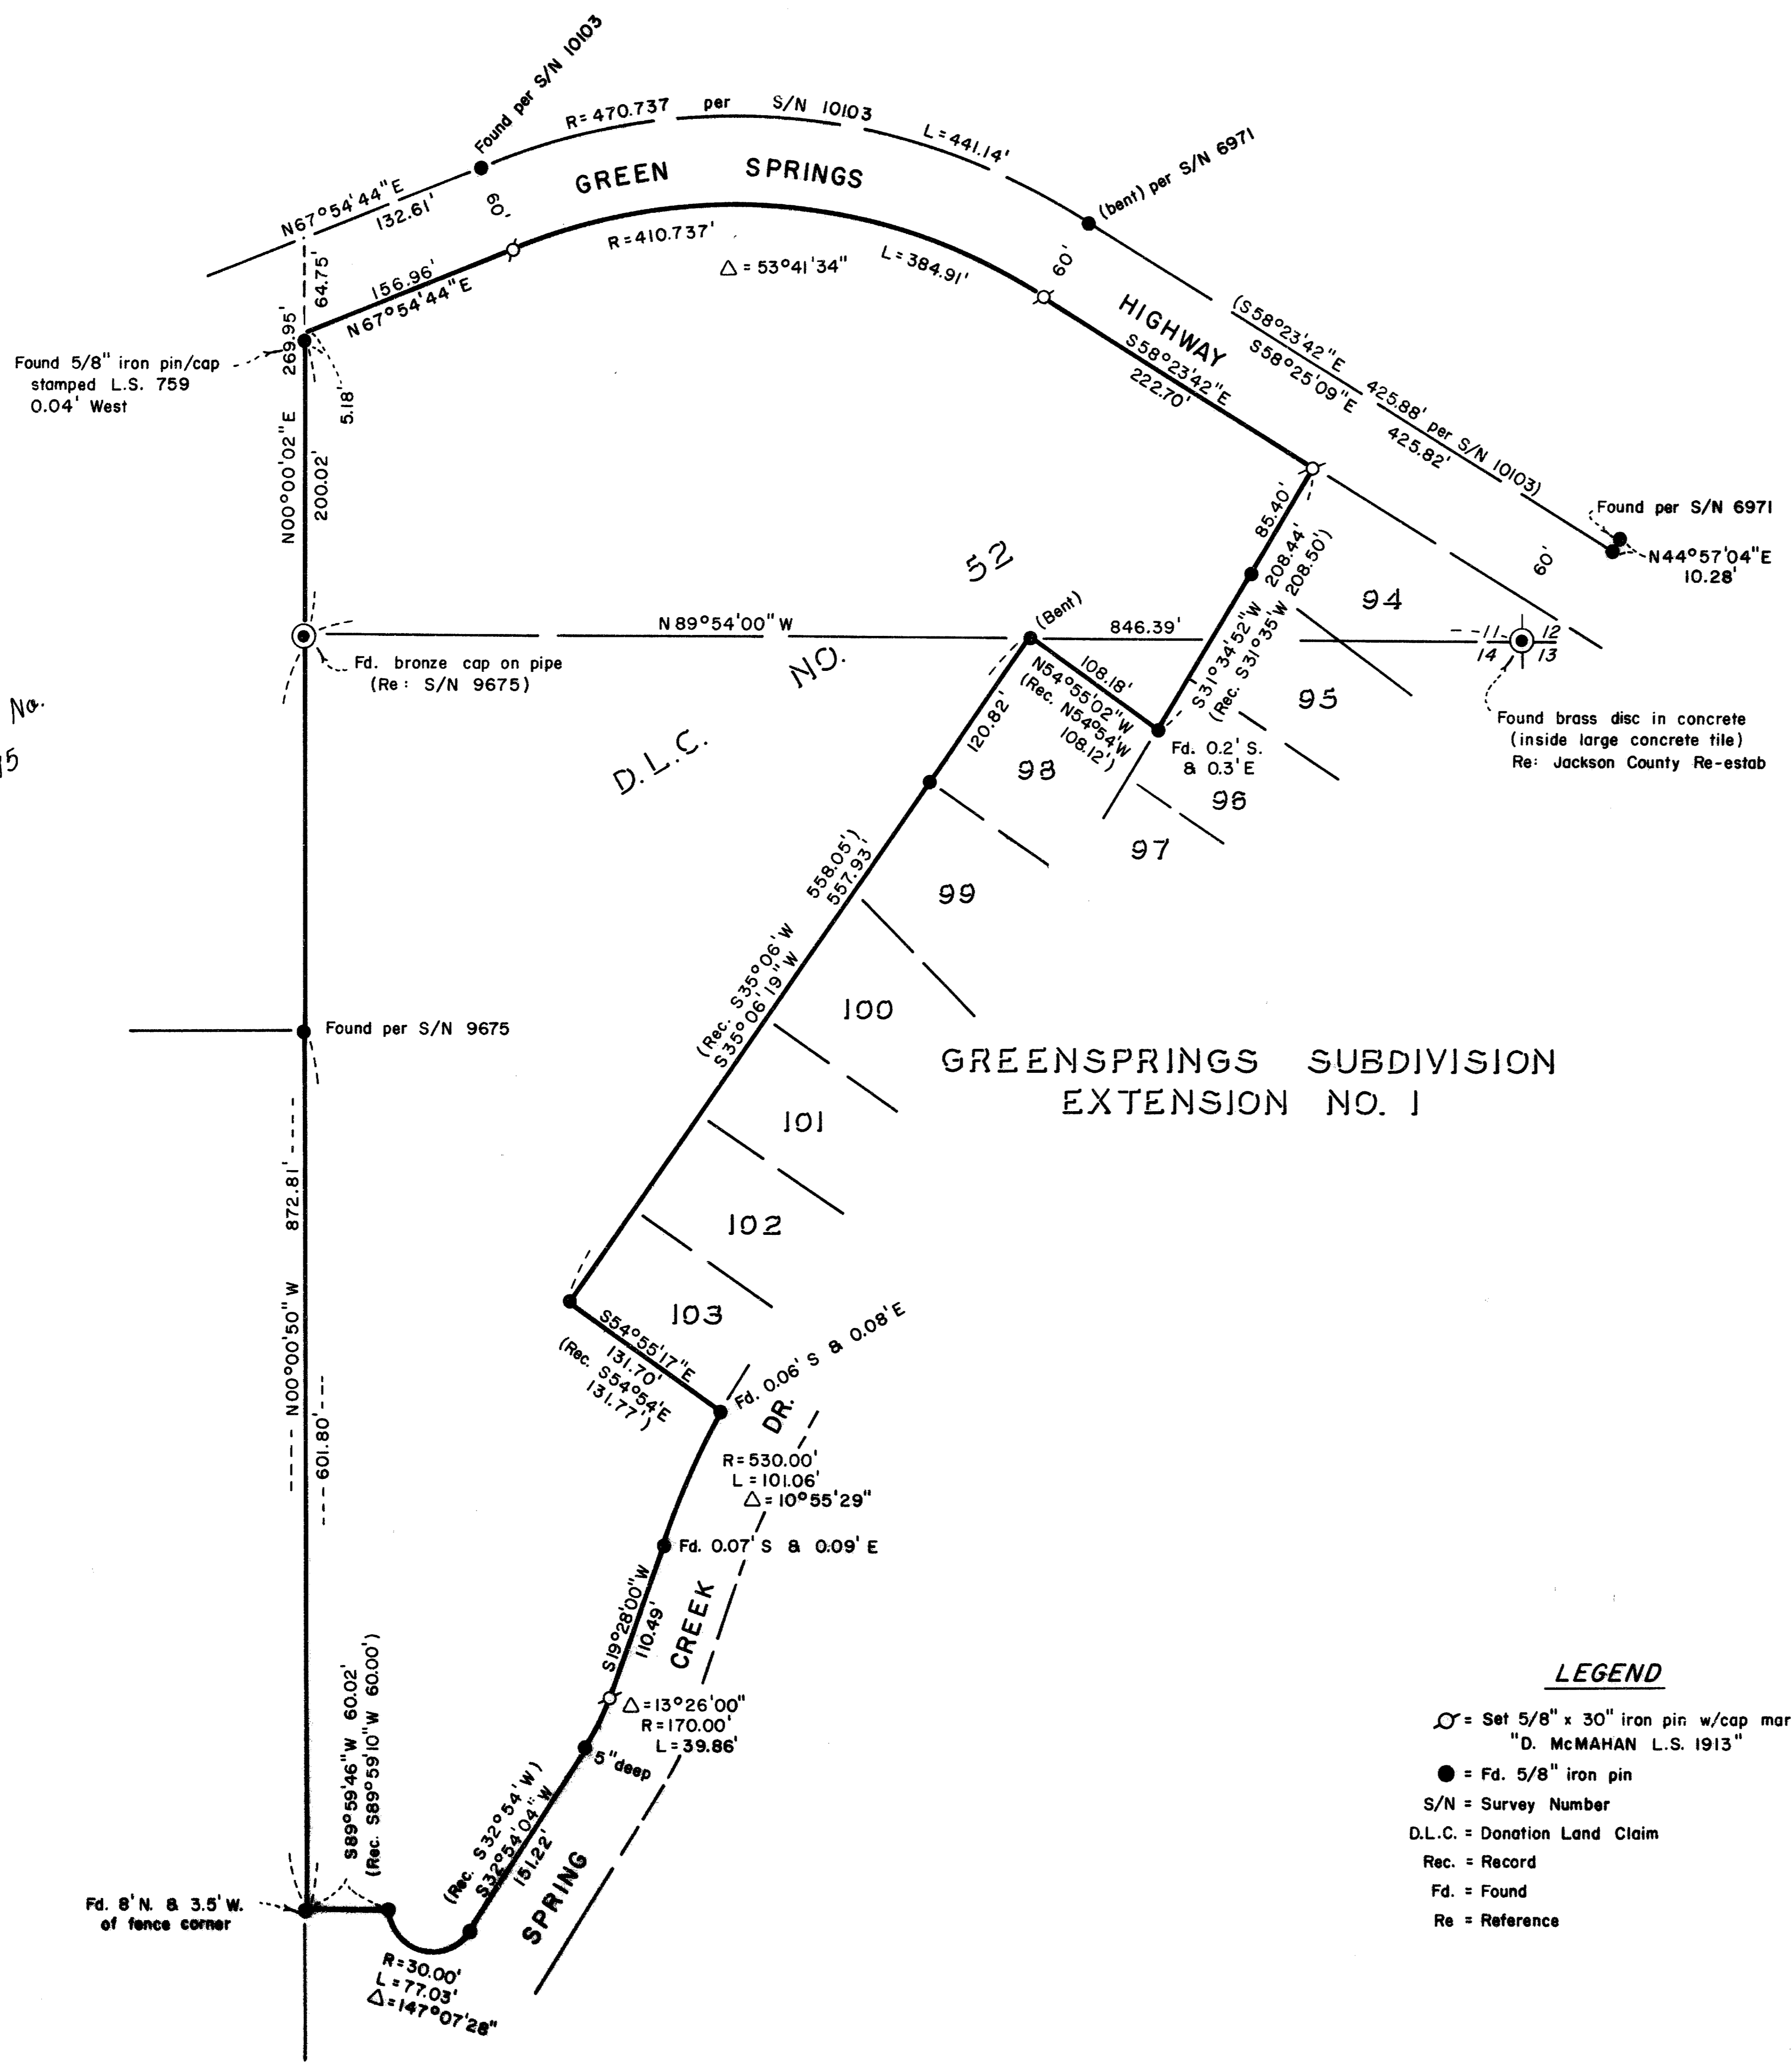 Found per S/N 10103
R=470.737 per S/N 10103
L=441.14'
(bent) per S/N 6971
GREEN SPRINGS
HIGHWAY
N67°54'44"E
132.61'
60'
R=410.737'
L=384.91'
△=53°41'34"
60'
64.75'
156.96'
N67°54'44"E
269.95'
Found 5/8" iron pin/cap
stamped L.S. 759
0.04' West
5.18'
N00°00'02"E
200.02'
S58°23'42"E
222.70'
(S58°23'42"E 425.88' per S/N 10103)
S58°25'09"E 425.82'
Found per S/N 6971
N44°57'04"E
10.28'
60'
85.40'
S31°34'52"W 208.44'
(Rec. S31°35'W 208.50')
D.L.C. NO. 52
N89°54'00"W
846.39'
(Bent)
94
11 12
14 13
Fd. bronze cap on pipe
(Re: S/N 9675)
108.18'
N54°55'02"W
(Rec. N54°54'W
108.12')
Fd. 0.2' S.
& 0.3' E
95
Found brass disc in concrete
(inside large concrete tile)
Re: Jackson County Re-estab
No.
120.82'
98
96
97
99
558.05')
557.93'
(Rec. S35°06'W
S35°06'19"W
100
Found per S/N 9675
GREENSPRINGS SUBDIVISION
EXTENSION NO. 1
101
872.81'
102
N00°00'50"W
601.80'
103
S54°55'17"E
131.70'
(Rec. S54°54'E
131.77')
Fd. 0.06' S & 0.08' E
DR.
R=530.00'
L=101.06'
△=10°55'29"
Fd. 0.07' S & 0.09' E
S19°28'00"W
110.49'
CREEK
△=13°26'00"
R=170.00'
L=39.86'
5" deep
S89°59'46"W 60.02'
(Rec. S89°59'10"W 60.00')
(Rec. S32°54'W)
S32°54'04"W
151.22'
SPRING
Fd. 8' N. & 3.5' W.
of fence corner
R=30.00'
L=77.03'
△=147°07'28"
LEGEND
= Set 5/8" x 30" iron pin w/cap mar
"D. McMAHAN L.S. 1913"
= Fd. 5/8" iron pin
S/N = Survey Number
D.L.C. = Donation Land Claim
Rec. = Record
Fd. = Found
Re = Reference